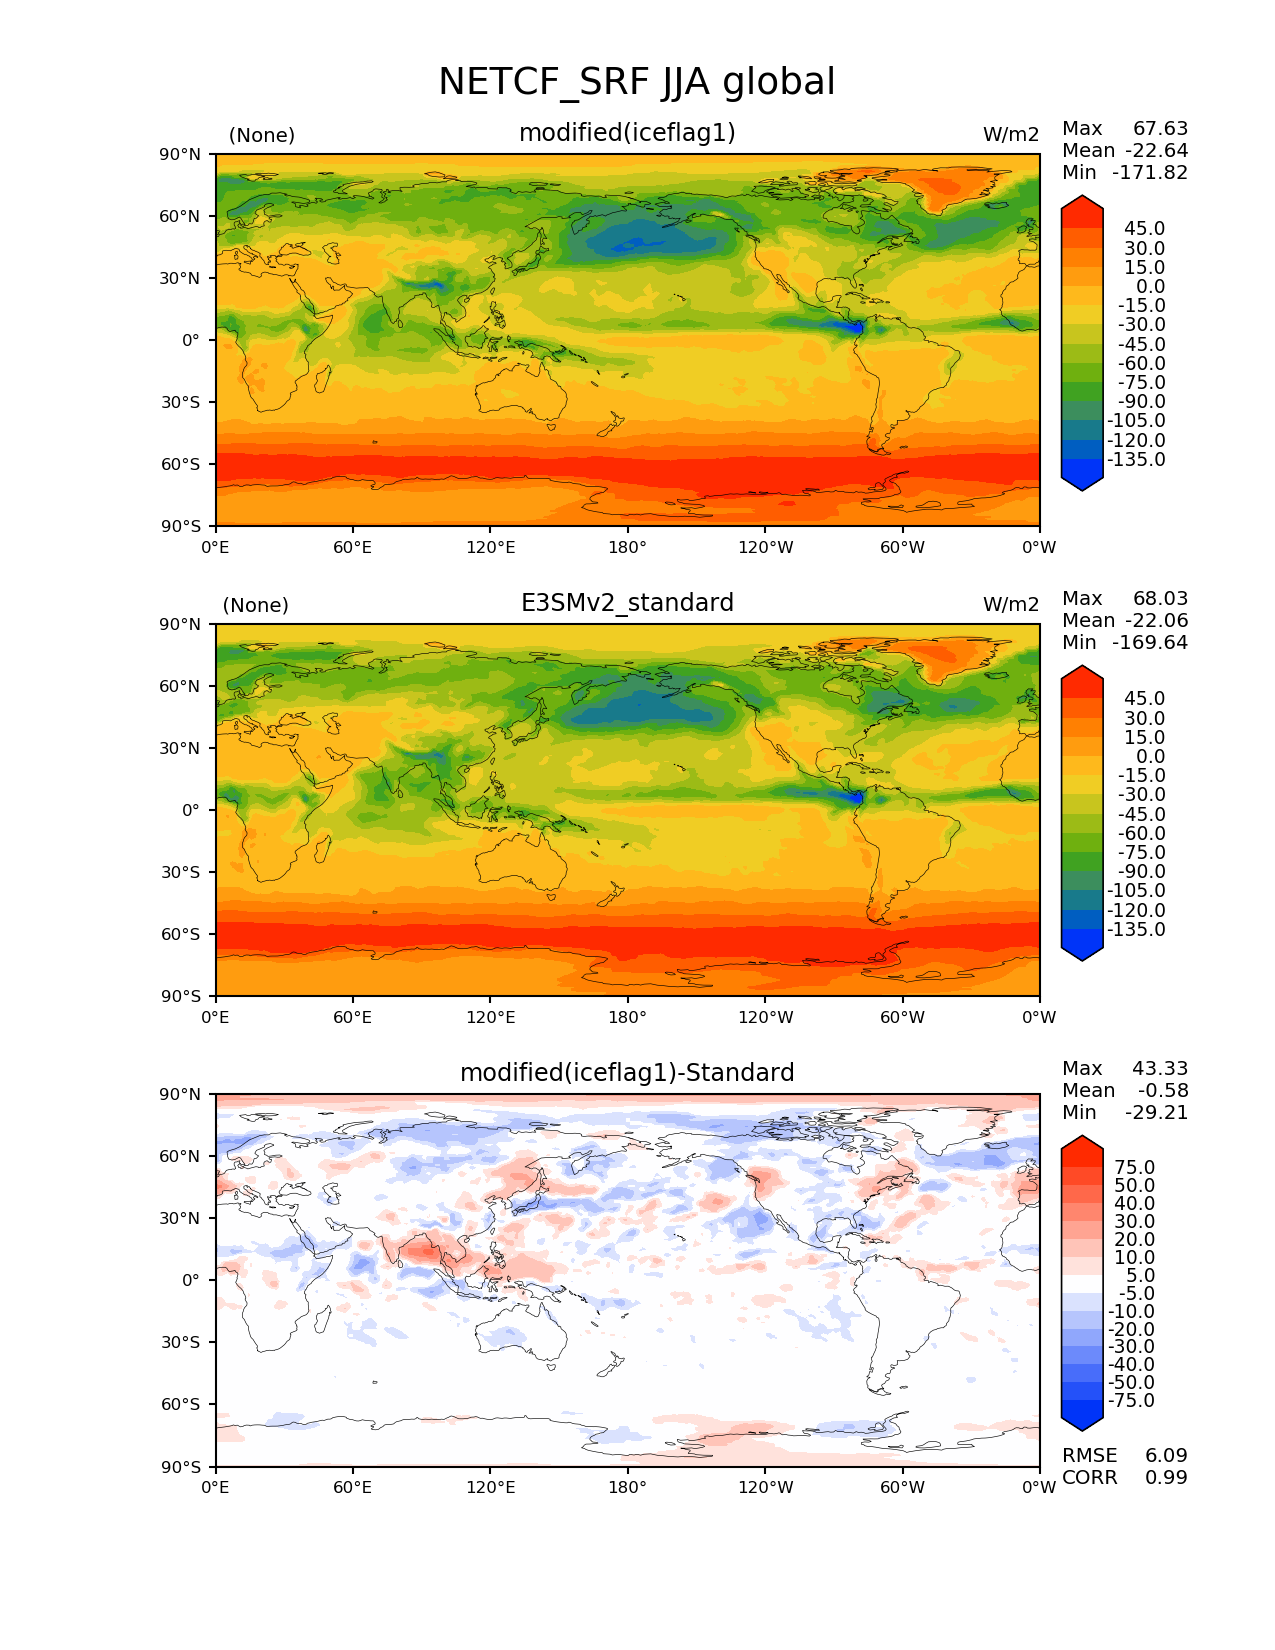 NETCF_SRF JJA global
(None) modified(iceflag1) W/m2
Max 67.63
Mean -22.64
Min -171.82
90°N
60°N
30°N
0°
30°S
60°S
90°S
0°E 60°E 120°E 180° 120°W 60°W 0°W
45.0
30.0
15.0
0.0
-15.0
-30.0
-45.0
-60.0
-75.0
-90.0
-105.0
-120.0
-135.0
(None) E3SMv2_standard W/m2
Max 68.03
Mean -22.06
Min -169.64
90°N
60°N
30°N
0°
30°S
60°S
90°S
0°E 60°E 120°E 180° 120°W 60°W 0°W
45.0
30.0
15.0
0.0
-15.0
-30.0
-45.0
-60.0
-75.0
-90.0
-105.0
-120.0
-135.0
modified(iceflag1)-Standard
Max 43.33
Mean -0.58
Min -29.21
90°N
60°N
30°N
0°
30°S
60°S
90°S
0°E 60°E 120°E 180° 120°W 60°W 0°W
75.0
50.0
40.0
30.0
20.0
10.0
5.0
-5.0
-10.0
-20.0
-30.0
-40.0
-50.0
-75.0
RMSE 6.09
CORR 0.99